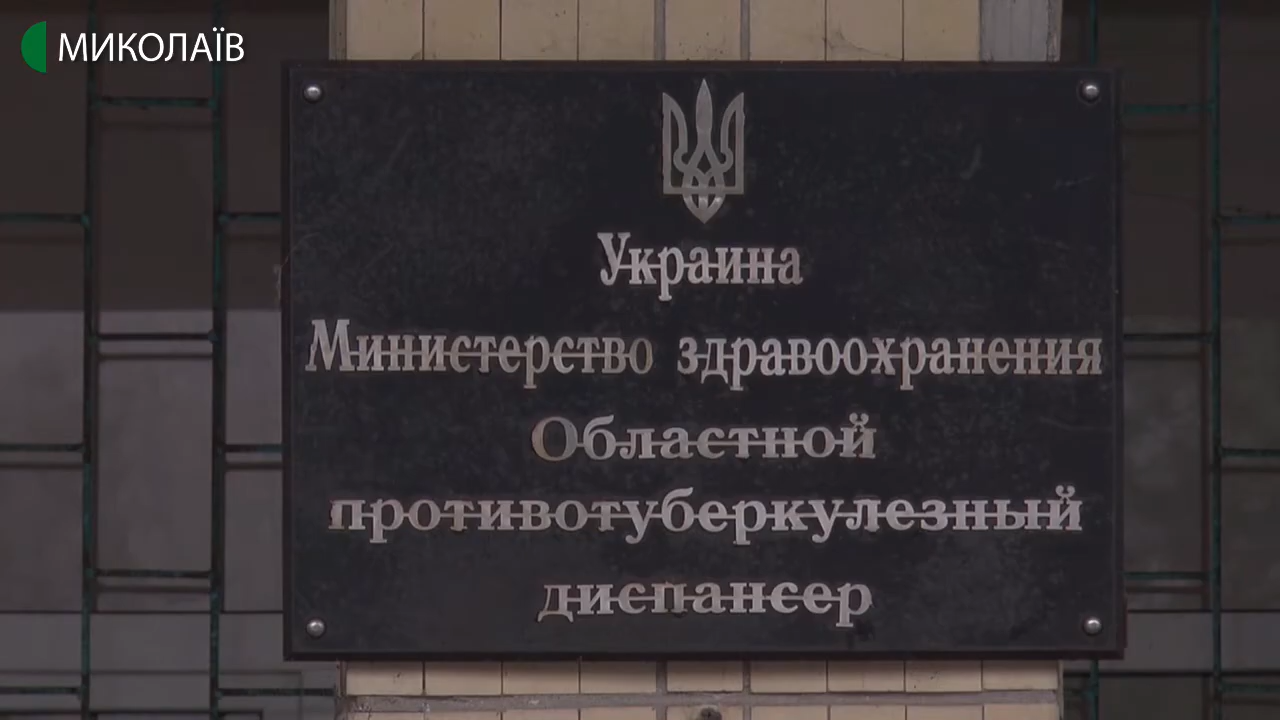 МИКОЛАЇВ
Украина
Министерство здравоохранения
Областной
противотуберкулезный
диспансер